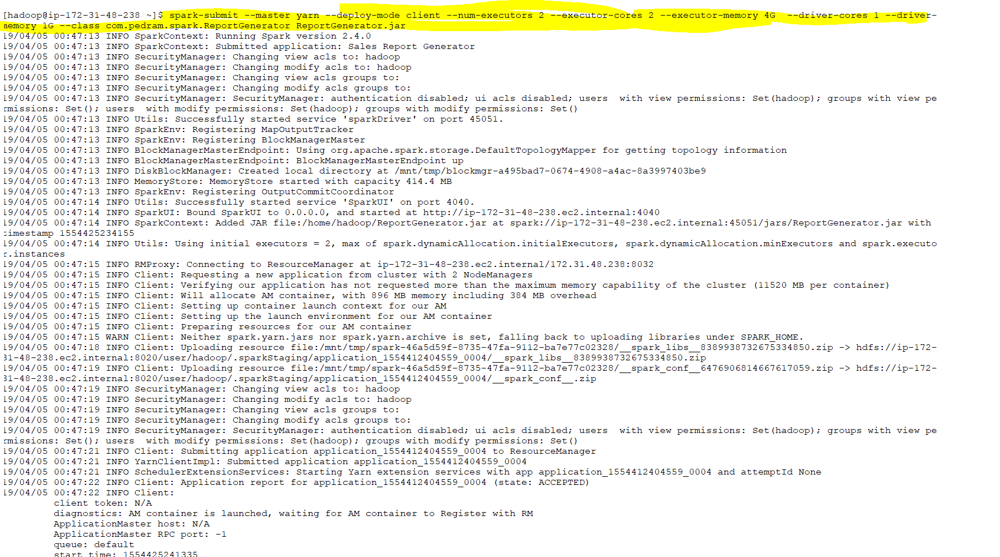 [hadoop@ip-172-31-48-238 ~]$ spark-submit --master yarn --deploy-mode client --num-executors 2 --executor-cores 2 --executor-memory 4G  --driver-cores 1 --driver-
memory 1G --class com.pedram.spark.ReportGenerator ReportGenerator.jar
19/04/05 00:47:13 INFO SparkContext: Running Spark version 2.4.0
19/04/05 00:47:13 INFO SparkContext: Submitted application: Sales Report Generator
19/04/05 00:47:13 INFO SecurityManager: Changing view acls to: hadoop
19/04/05 00:47:13 INFO SecurityManager: Changing modify acls to: hadoop
19/04/05 00:47:13 INFO SecurityManager: Changing view acls groups to:
19/04/05 00:47:13 INFO SecurityManager: Changing modify acls groups to:
19/04/05 00:47:13 INFO SecurityManager: SecurityManager: authentication disabled; ui acls disabled; users  with view permissions: Set(hadoop); groups with view pe
rmissions: Set(); users  with modify permissions: Set(hadoop); groups with modify permissions: Set()
19/04/05 00:47:13 INFO Utils: Successfully started service 'sparkDriver' on port 45051.
19/04/05 00:47:13 INFO SparkEnv: Registering MapOutputTracker
19/04/05 00:47:13 INFO SparkEnv: Registering BlockManagerMaster
19/04/05 00:47:13 INFO BlockManagerMasterEndpoint: Using org.apache.spark.storage.DefaultTopologyMapper for getting topology information
19/04/05 00:47:13 INFO BlockManagerMasterEndpoint: BlockManagerMasterEndpoint up
19/04/05 00:47:13 INFO DiskBlockManager: Created local directory at /mnt/tmp/blockmgr-a495bad7-0674-4908-a4ac-8a3997403be9
19/04/05 00:47:13 INFO MemoryStore: MemoryStore started with capacity 414.4 MB
19/04/05 00:47:13 INFO SparkEnv: Registering OutputCommitCoordinator
19/04/05 00:47:14 INFO Utils: Successfully started service 'SparkUI' on port 4040.
19/04/05 00:47:14 INFO SparkUI: Bound SparkUI to 0.0.0.0, and started at http://ip-172-31-48-238.ec2.internal:4040
19/04/05 00:47:14 INFO SparkContext: Added JAR file:/home/hadoop/ReportGenerator.jar at spark://ip-172-31-48-238.ec2.internal:45051/jars/ReportGenerator.jar with
timestamp 1554425234155
19/04/05 00:47:14 INFO Utils: Using initial executors = 2, max of spark.dynamicAllocation.initialExecutors, spark.dynamicAllocation.minExecutors and spark.executo
r.instances
19/04/05 00:47:15 INFO RMProxy: Connecting to ResourceManager at ip-172-31-48-238.ec2.internal/172.31.48.238:8032
19/04/05 00:47:15 INFO Client: Requesting a new application from cluster with 2 NodeManagers
19/04/05 00:47:15 INFO Client: Verifying our application has not requested more than the maximum memory capability of the cluster (11520 MB per container)
19/04/05 00:47:15 INFO Client: Will allocate AM container, with 896 MB memory including 384 MB overhead
19/04/05 00:47:15 INFO Client: Setting up container launch context for our AM
19/04/05 00:47:15 INFO Client: Setting up the launch environment for our AM container
19/04/05 00:47:15 INFO Client: Preparing resources for our AM container
19/04/05 00:47:15 WARN Client: Neither spark.yarn.jars nor spark.yarn.archive is set, falling back to uploading libraries under SPARK_HOME.
19/04/05 00:47:18 INFO Client: Uploading resource file:/mnt/tmp/spark-46a5d59f-8735-47fa-9112-ba7e77c02328/__spark_libs__8389938732675334850.zip -> hdfs://ip-172-
31-48-238.ec2.internal:8020/user/hadoop/.sparkStaging/application_1554412404559_0004/__spark_libs__8389938732675334850.zip
19/04/05 00:47:19 INFO Client: Uploading resource file:/mnt/tmp/spark-46a5d59f-8735-47fa-9112-ba7e77c02328/__spark_conf__6476906814667617059.zip -> hdfs://ip-172-
31-48-238.ec2.internal:8020/user/hadoop/.sparkStaging/application_1554412404559_0004/__spark_conf__.zip
19/04/05 00:47:19 INFO SecurityManager: Changing view acls to: hadoop
19/04/05 00:47:19 INFO SecurityManager: Changing modify acls to: hadoop
19/04/05 00:47:19 INFO SecurityManager: Changing view acls groups to:
19/04/05 00:47:19 INFO SecurityManager: Changing modify acls groups to:
19/04/05 00:47:19 INFO SecurityManager: SecurityManager: authentication disabled; ui acls disabled; users  with view permissions: Set(hadoop); groups with view pe
rmissions: Set(); users  with modify permissions: Set(hadoop); groups with modify permissions: Set()
19/04/05 00:47:21 INFO Client: Submitting application application_1554412404559_0004 to ResourceManager
19/04/05 00:47:21 INFO YarnClientImpl: Submitted application application_1554412404559_0004
19/04/05 00:47:21 INFO SchedulerExtensionServices: Starting Yarn extension services with app application_1554412404559_0004 and attemptId None
19/04/05 00:47:22 INFO Client: Application report for application_1554412404559_0004 (state: ACCEPTED)
19/04/05 00:47:22 INFO Client:
client token: N/A
diagnostics: AM container is launched, waiting for AM container to Register with RM
ApplicationMaster host: N/A
ApplicationMaster RPC port: -1
queue: default
start time: 1554425241335